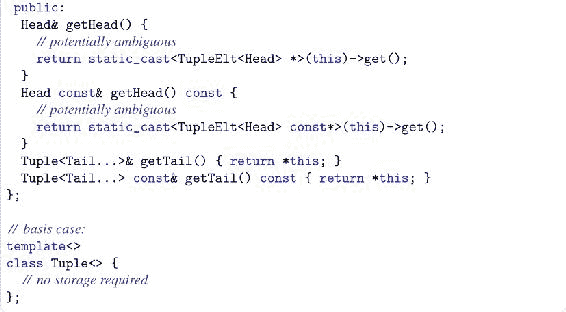 public:
Head& getHead() {
// potentially ambiguous
return static_cast<TupleElt<Head> *>(this)->get();
}
Head const& getHead() const {
// potentially ambiguous
return static_cast<TupleElt<Head> const*>(this)->get();
}
Tuple<Tail...>& getTail() { return *this; }
Tuple<Tail...> const& getTail() const { return *this; }
};
// basis case:
template<>
class Tuple<> {
// no storage required
};